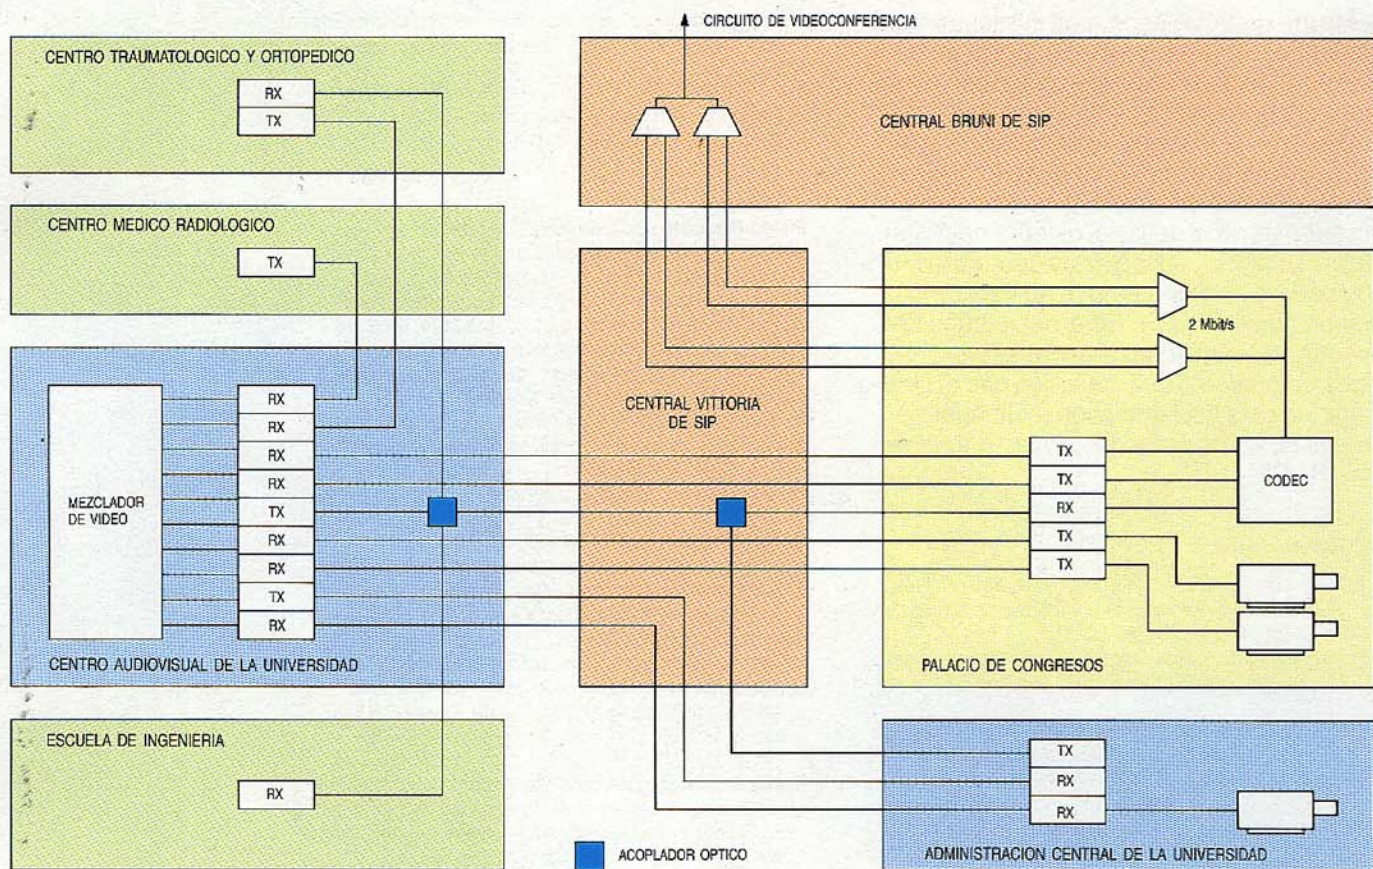 CIRCUITO DE VIDEOCONFERENCIA
CENTRO TRAUMATOLOGICO Y ORTOPEDICO
RX
TX
CENTRAL BRUNI DE SIP
CENTRO MEDICO RADIOLOGICO
TX
CENTRAL VITTORIA
DE SIP
2 Mbit/s
MEZCLADOR
DE VIDEO
RX
RX
RX
RX
TX
RX
RX
TX
RX
CENTRO AUDIOVISUAL DE LA UNIVERSIDAD
TX
TX
RX
TX
TX
CODEC
PALACIO DE CONGRESOS
ESCUELA DE INGENIERIA
RX
TX
RX
RX
ADMINISTRACION CENTRAL DE LA UNIVERSIDAD
ACOPLADOR OPTICO